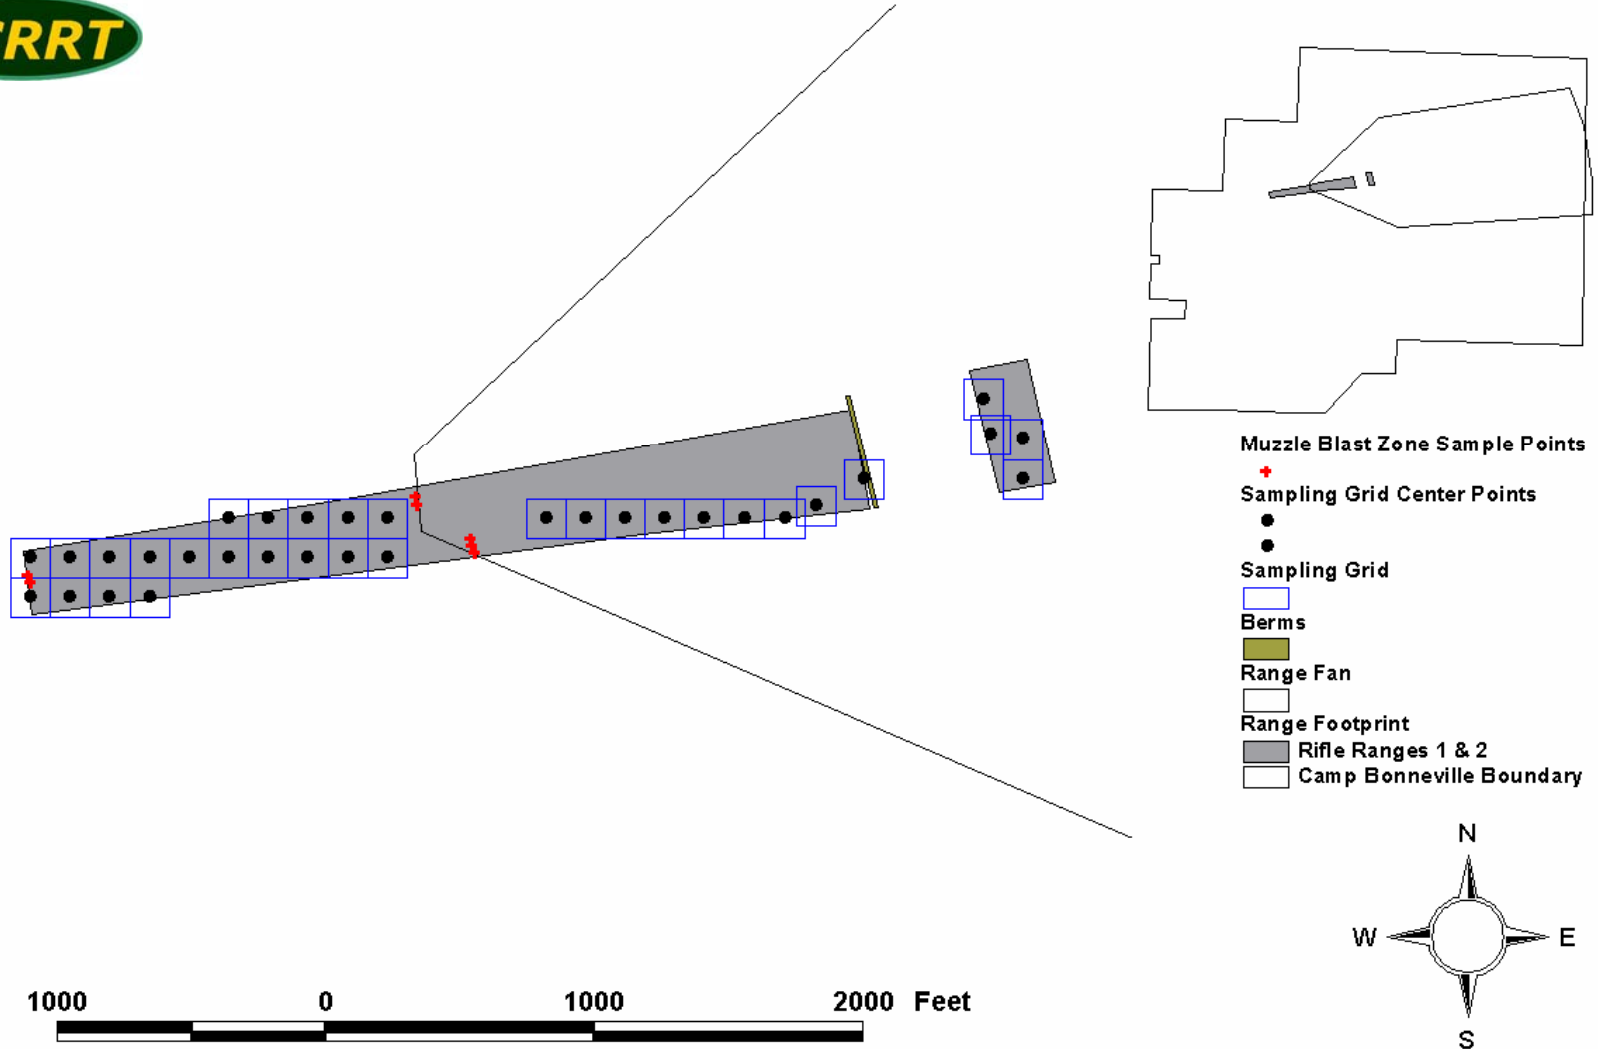 RRT
Muzzle Blast Zone Sample Points
Sampling Grid Center Points
Sampling Grid
Berms
Range Fan
Range Footprint
Rifle Ranges 1 & 2
Camp Bonneville Boundary
N
W E
S
1000 0 1000 2000 Feet